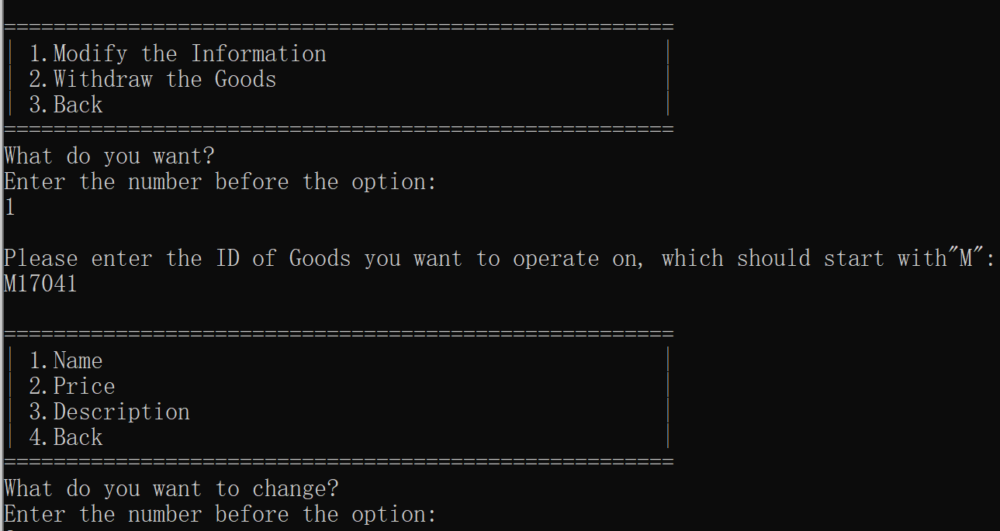 ======================================================
| 1.Modify the Information |
| 2.Withdraw the Goods |
| 3.Back |
======================================================
What do you want?
Enter the number before the option:
1
Please enter the ID of Goods you want to operate on, which should start with"M":
M17041
======================================================
| 1.Name |
| 2.Price |
| 3.Description |
| 4.Back |
======================================================
What do you want to change?
Enter the number before the option: